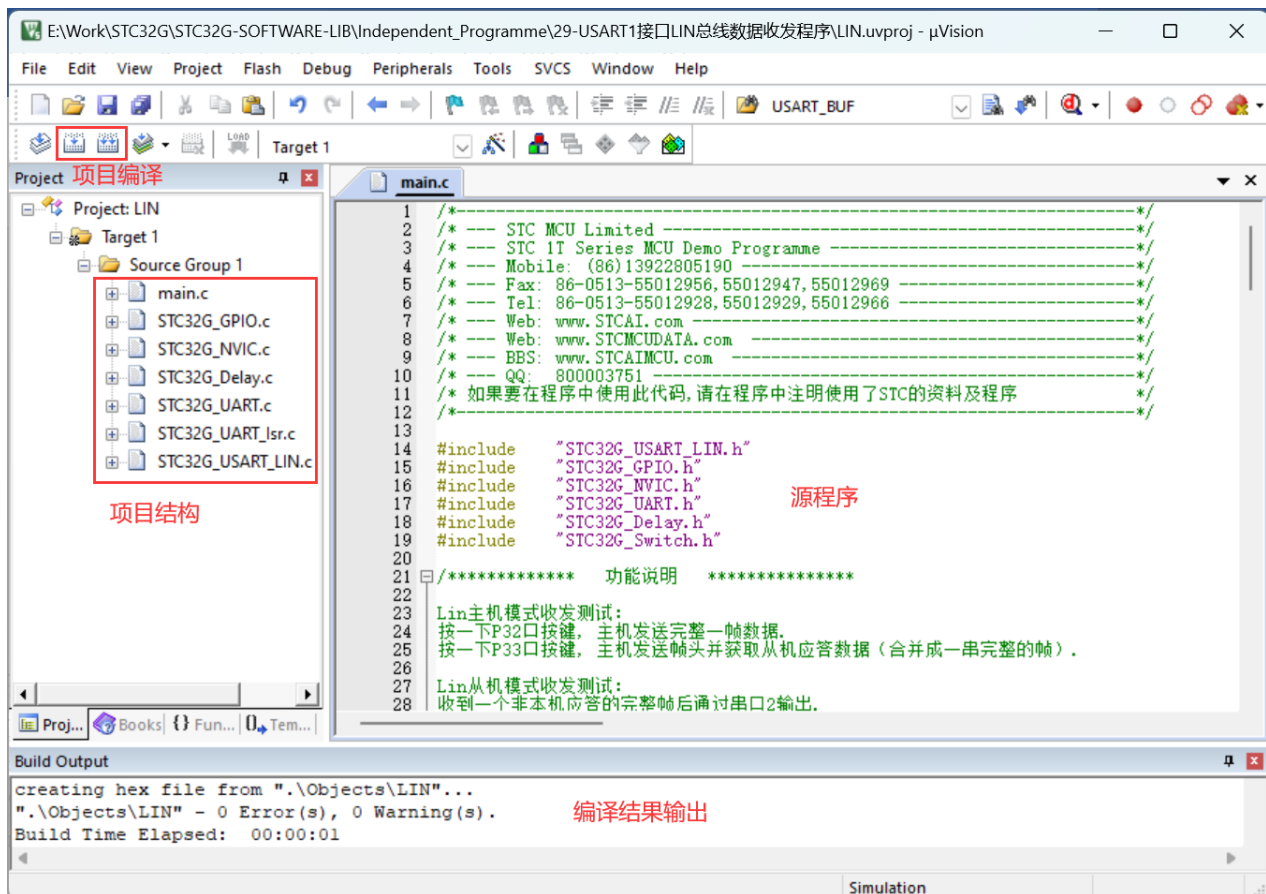 E:\Work\STC32G\STC32G-SOFTWARE-LIB\Independent_Programme\29-USART1接口LIN总线数据收发程序\LIN.uvproj - µVision
File Edit View Project Flash Debug Peripherals Tools SVCS Window Help
USART_BUF
LOAD
Target 1
Project 项目编译
main.c
Project: LIN
Target 1
Source Group 1
main.c
STC32G_GPIO.c
STC32G_NVIC.c
STC32G_Delay.c
STC32G_UART.c
STC32G_UART_Isr.c
STC32G_USART_LIN.c
项目结构
1 /*---------------------------------------------------------------------*/
2 /* --- STC MCU Limited ------------------------------------------------*/
3 /* --- STC 1T Series MCU Demo Programme -------------------------------*/
4 /* --- Mobile: (86)13922805190 ----------------------------------------*/
5 /* --- Fax: 86-0513-55012956,55012947,55012969 ------------------------*/
6 /* --- Tel: 86-0513-55012928,55012929,55012966 ------------------------*/
7 /* --- Web: www.STCAI.com ---------------------------------------------*/
8 /* --- Web: www.STCMCUDATA.com  ---------------------------------------*/
9 /* --- BBS: www.STCAIMCU.com  -----------------------------------------*/
10 /* --- QQ:  800003751 -------------------------------------------------*/
11 /* 如果要在程序中使用此代码,请在程序中注明使用了STC的资料及程序            */
12 /*---------------------------------------------------------------------*/
13
14 #include    "STC32G_USART_LIN.h"
15 #include    "STC32G_GPIO.h"
16 #include    "STC32G_NVIC.h"
17 #include    "STC32G_UART.h"
18 #include    "STC32G_Delay.h"
19 #include    "STC32G_Switch.h"
源程序
20
21 /*************   功能说明   ***************
22
23 Lin主机模式收发测试:
24 按一下P32口按键, 主机发送完整一帧数据.
25 按一下P33口按键, 主机发送帧头并获取从机应答数据（合并成一串完整的帧）.
26
27 Lin从机模式收发测试:
28 收到一个非本机应答的完整帧后通过串口2输出.
Proj... Books {} Fun... Tem...
Build Output
creating hex file from ".\Objects\LIN"...
".\Objects\LIN" - 0 Error(s), 0 Warning(s).
Build Time Elapsed:  00:00:01
编译结果输出
Simulation